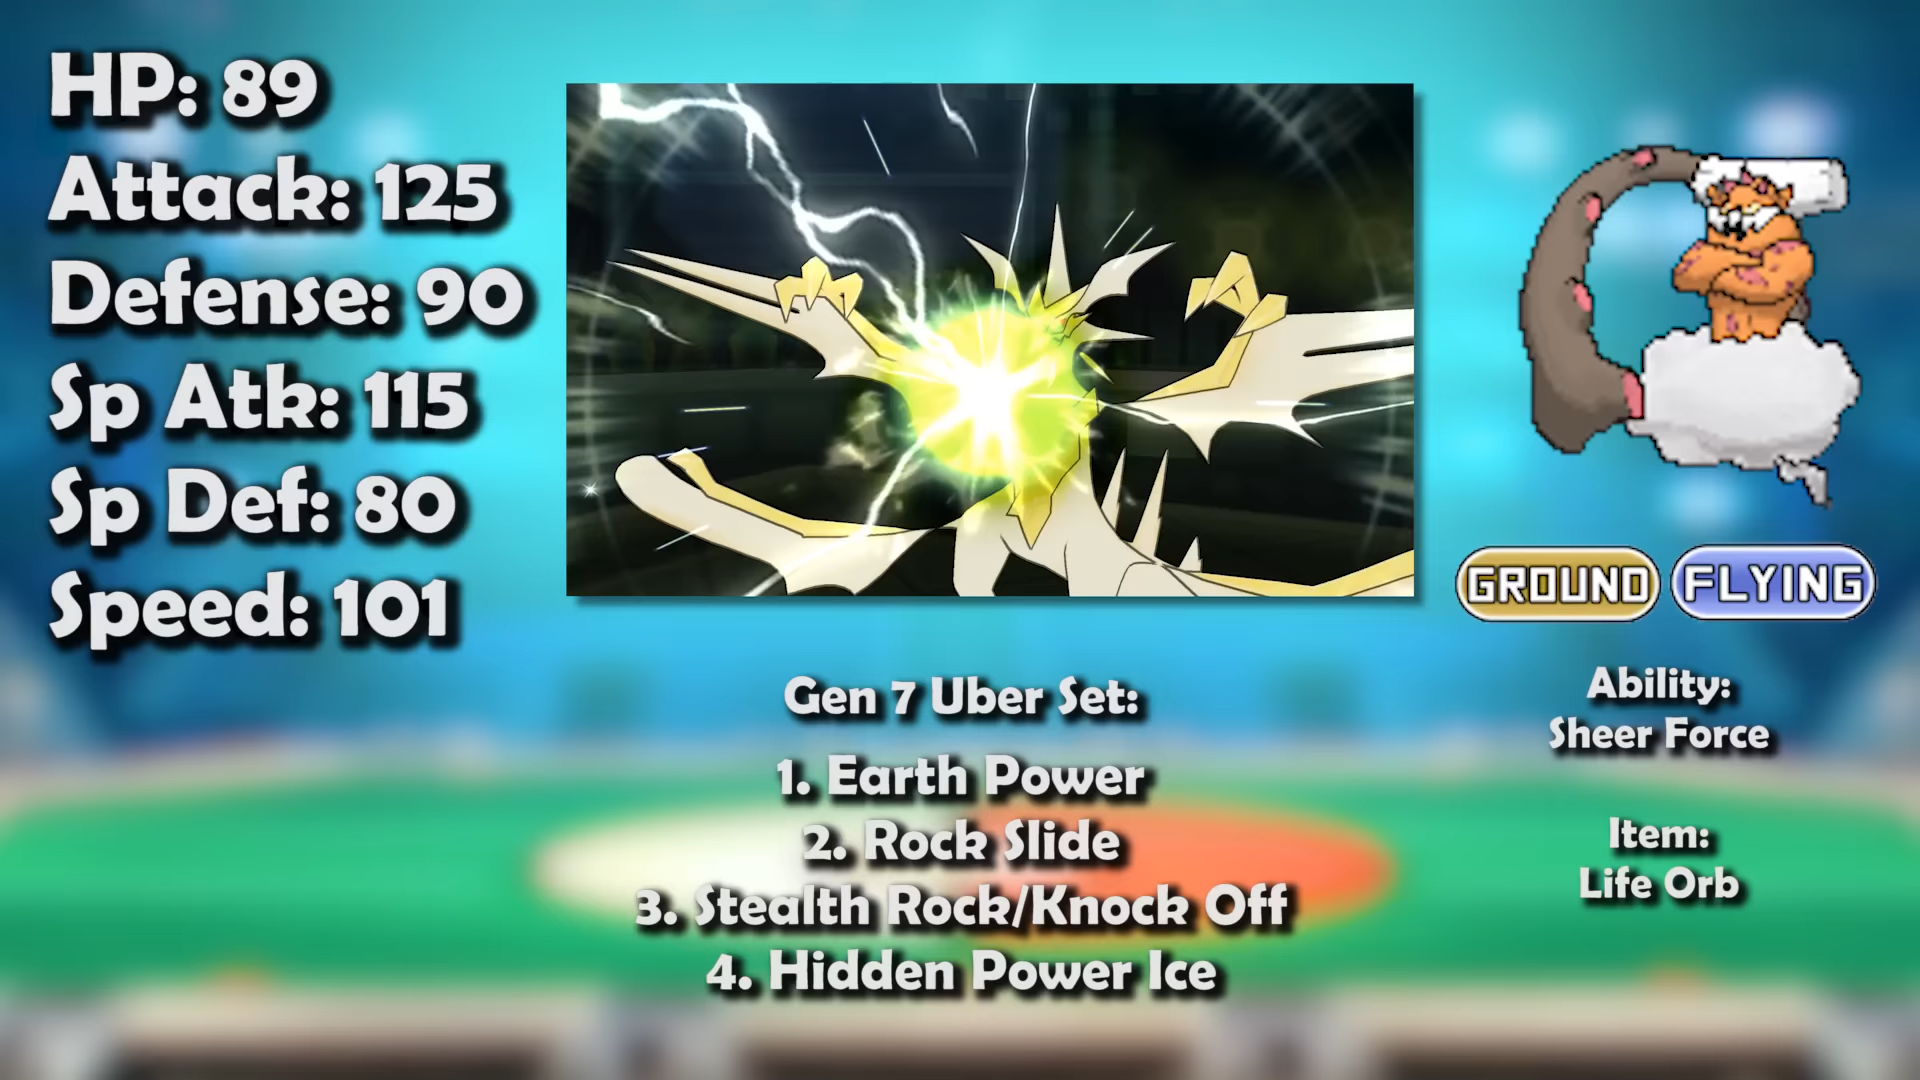 HP: 89
Attack: 125
Defense: 90
Sp Atk: 115
Sp Def: 80
Speed: 101
GROUND FLYING
Ability:
Sheer Force
Item:
Life Orb
Gen 7 Uber Set:
1. Earth Power
2. Rock Slide
3. Stealth Rock/Knock Off
4. Hidden Power Ice